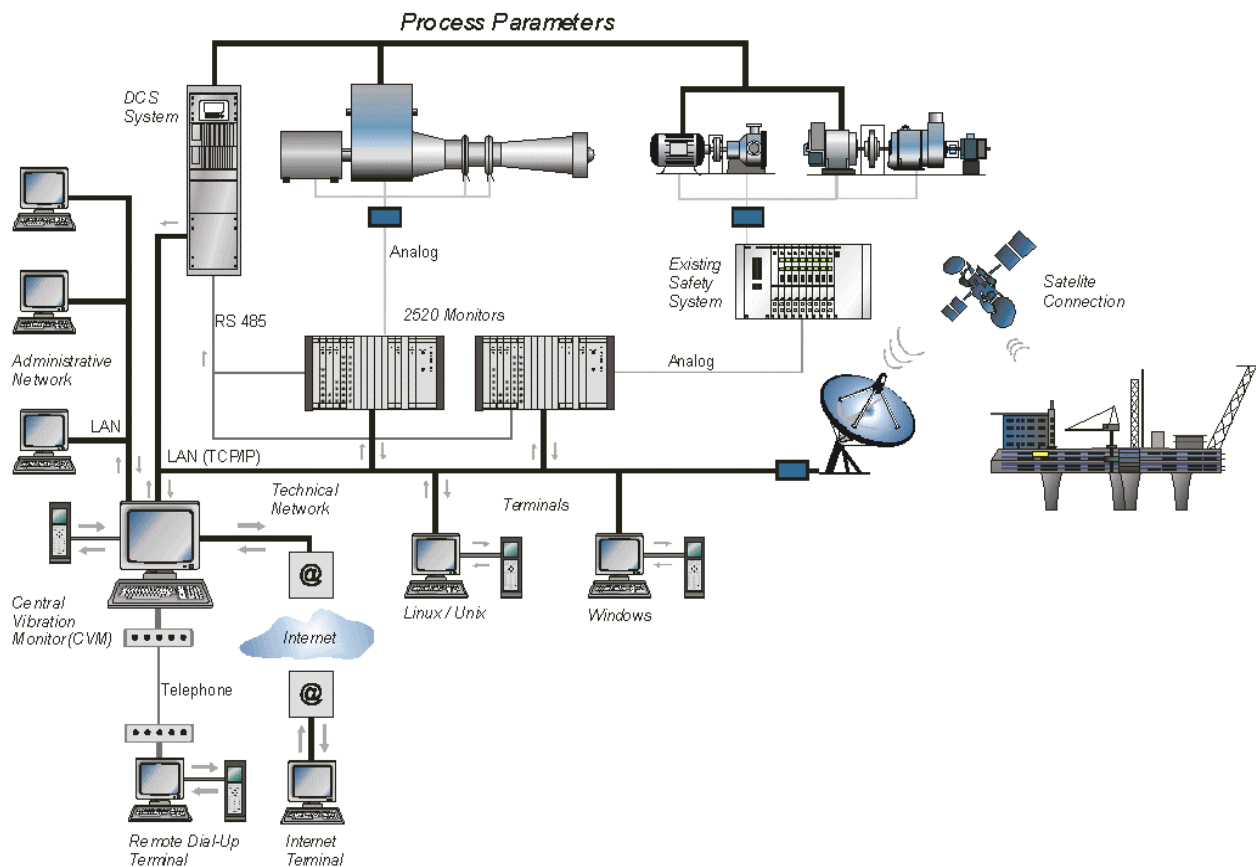 Process Parameters
DCS
System
Analog
Existing
Safety
System
Satelite
Connection
RS 485
2520 Monitors
Administrative
Network
Analog
LAN
LAN (TCP/IP)
Technical
Network
Terminals
@
Central
Vibration
Monitor(CVM)
Linux / Unix
Windows
Internet
Telephone
@
Remote Dial-Up
Terminal
Internet
Terminal